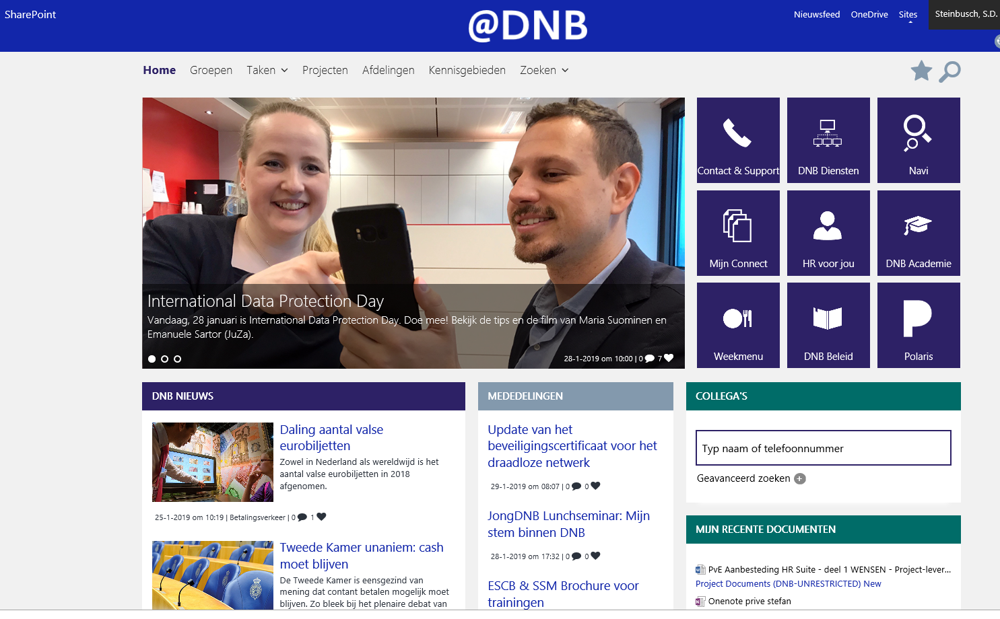 SharePoint
@DNB
Nieuwsfeed OneDrive Sites
Steinbusch, S.D.
Home Groepen Taken Projecten Afdelingen Kennisgebieden Zoeken
International Data Protection Day
Vandaag, 28 januari is International Data Protection Day. Doe mee! Bekijk de tips en de film van Maria Suominen en
Emanuele Sartor (JuZa).
28-1-2019 om 10:00 | 0 7
Contact & Support
DNB Diensten
Navi
Mijn Connect
HR voor jou
DNB Academie
Weekmenu
DNB Beleid
Polaris
DNB NIEUWS
Daling aantal valse
eurobiljetten
Zowel in Nederland als wereldwijd is het
aantal valse eurobiljetten in 2018
afgenomen.
25-1-2019 om 10:19 | Betalingsverkeer | 0 1
Tweede Kamer unaniem: cash
moet blijven
De Tweede Kamer is eensgezind van
mening dat contant betalen mogelijk moet
blijven. Zo bleek bij het plenaire debat van
MEDEDELINGEN
Update van het
beveiligingscertificaat voor het
draadloze netwerk
29-1-2019 om 08:07 | 0 0
JongDNB Lunchseminar: Mijn
stem binnen DNB
28-1-2019 om 17:32 | 0 0
ESCB & SSM Brochure voor
trainingen
COLLEGA'S
Typ naam of telefoonnummer
Geavanceerd zoeken
MIJN RECENTE DOCUMENTEN
PvE Aanbesteding HR Suite - deel 1 WENSEN - Project-lever...
Project Documents (DNB-UNRESTRICTED) New
Onenote prive stefan